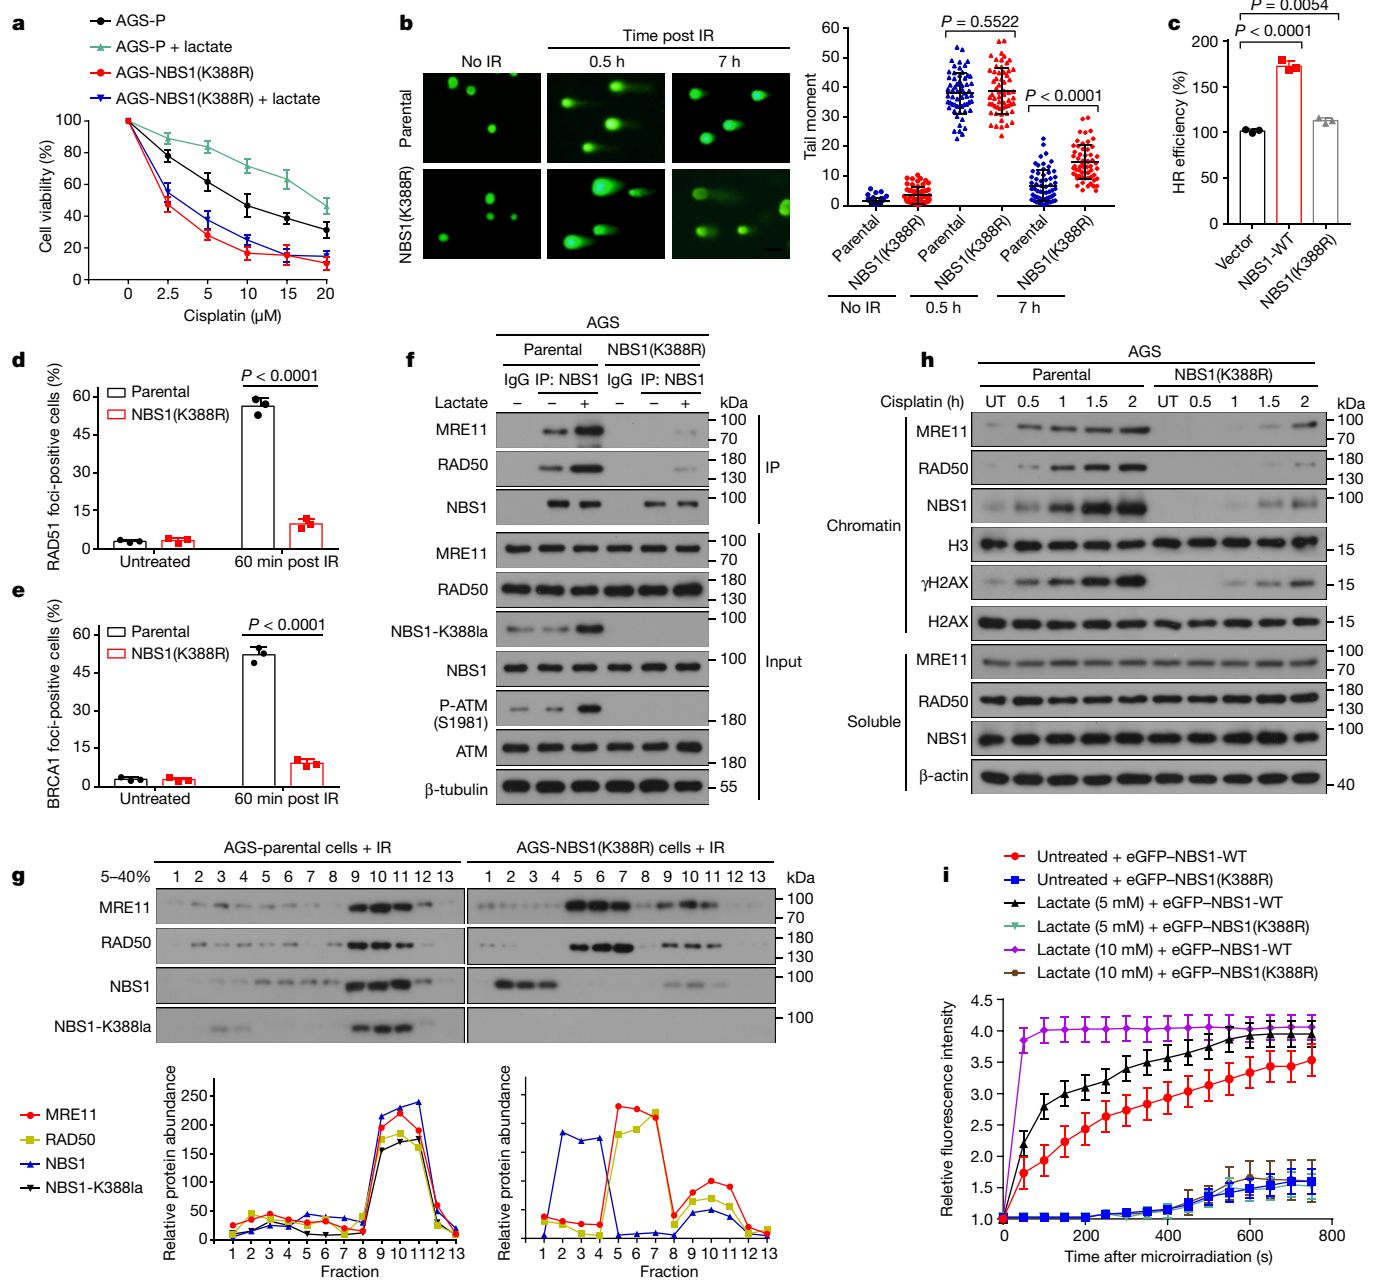 a
AGS-P
AGS-P + lactate
AGS-NBS1(K388R)
AGS-NBS1(K388R) + lactate
Cell viability (%)
100
80
60
40
20
0
0 2.5 5 10 15 20
Cisplatin (µM)
b
Time post IR
No IR 0.5 h 7 h
Parental
NBS1(K388R)
Tail moment
60
50
40
30
20
10
0
P = 0.5522
P < 0.0001
Parental NBS1(K388R) Parental NBS1(K388R) Parental NBS1(K388R)
No IR 0.5 h 7 h
c
P = 0.0054
P < 0.0001
HR efficiency (%)
200
150
100
50
0
Vector NBS1-WT NBS1(K388R)
d
RAD51 foci-positive cells (%)
60
45
30
15
0
Parental
NBS1(K388R)
P < 0.0001
Untreated 60 min post IR
e
BRCA1 foci-positive cells (%)
60
45
30
15
0
Parental
NBS1(K388R)
P < 0.0001
Untreated 60 min post IR
f
AGS
Parental NBS1(K388R)
IgG IP: NBS1 IgG IP: NBS1
Lactate – – + – – + kDa
MRE11 100 70
RAD50 180 130
NBS1 100
IP
MRE11 100 70
RAD50 180 130
NBS1-K388la 100
NBS1 100
P-ATM (S1981) 180
ATM 180
β-tubulin 55
Input
h
AGS
Parental NBS1(K388R)
Cisplatin (h) UT 0.5 1 1.5 2 UT 0.5 1 1.5 2 kDa
MRE11 100 70
RAD50 180 130
NBS1 100
H3 15
γH2AX 15
H2AX 15
Chromatin
MRE11 100 70
RAD50 180 130
NBS1 100
β-actin 40
Soluble
g
AGS-parental cells + IR AGS-NBS1(K388R) cells + IR
5–40% 1 2 3 4 5 6 7 8 9 10 11 12 13 1 2 3 4 5 6 7 8 9 10 11 12 13 kDa
MRE11 100 70
RAD50 180 130
NBS1 100
NBS1-K388la 100
MRE11
RAD50
NBS1
NBS1-K388la
Relative protein abundance
250
200
150
100
50
0
1 2 3 4 5 6 7 8 9 10 11 12 13
Fraction
Relative protein abundance
1 2 3 4 5 6 7 8 9 10 11 12 13
Fraction
i
Untreated + eGFP–NBS1-WT
Untreated + eGFP–NBS1(K388R)
Lactate (5 mM) + eGFP–NBS1-WT
Lactate (5 mM) + eGFP–NBS1(K388R)
Lactate (10 mM) + eGFP–NBS1-WT
Lactate (10 mM) + eGFP–NBS1(K388R)
Relative fluorescence intensity
4.5
4.0
3.5
3.0
2.5
2.0
1.5
1.0
0 200 400 600 800
Time after microirradiation (s)